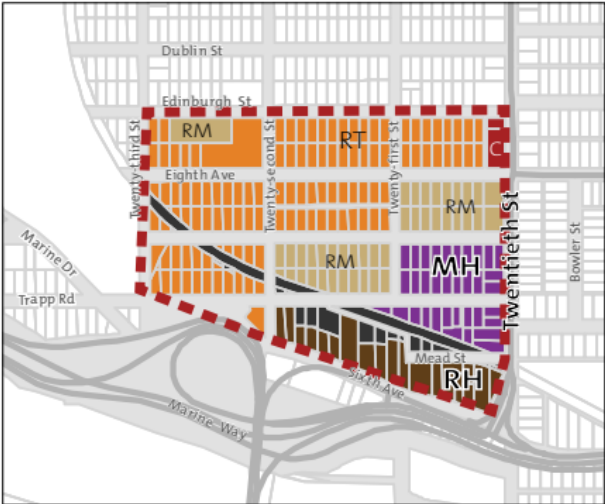 Dublin St
Edinburgh St
Twenty-third St
RM
Twenty-second St
RT
Twenty-first St
C
Eighth Ave
RM
Twentieth St
Bowler St
Marine Dr
RM
MH
Trapp Rd
Mead St
Sixth Ave
RH
Marine Way